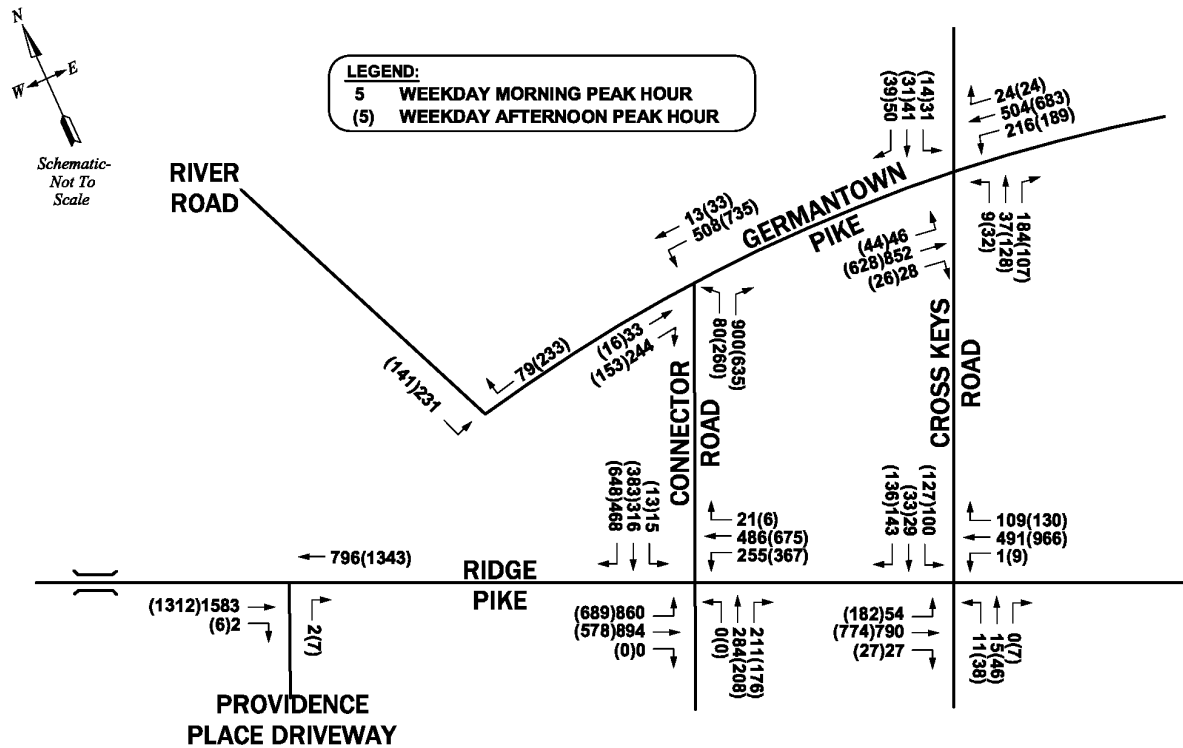 N
W
E
Schematic-
Not To
Scale
LEGEND:
5 WEEKDAY MORNING PEAK HOUR
(5) WEEKDAY AFTERNOON PEAK HOUR
RIVER
ROAD
(39)50
(31)41
(14)31
24(24)
504(683)
216(189)
13(33)
508(735)
GERMANTOWN
PIKE
(44)46
(628)852
(26)28
9(32)
37(128)
184(107)
79(233)
(141)231
(16)33
(153)244
80(260)
900(635)
CONNECTOR
ROAD
CROSS KEYS
ROAD
(648)468
(383)316
(13)15
21(6)
486(675)
255(367)
(136)143
(33)29
(127)100
109(130)
491(966)
1(9)
796(1343)
RIDGE
PIKE
(1312)1583
(6)2
2(7)
(689)860
(578)894
(0)0
0(0)
284(208)
211(176)
(182)54
(774)790
(27)27
11(38)
15(46)
0(7)
PROVIDENCE
PLACE DRIVEWAY